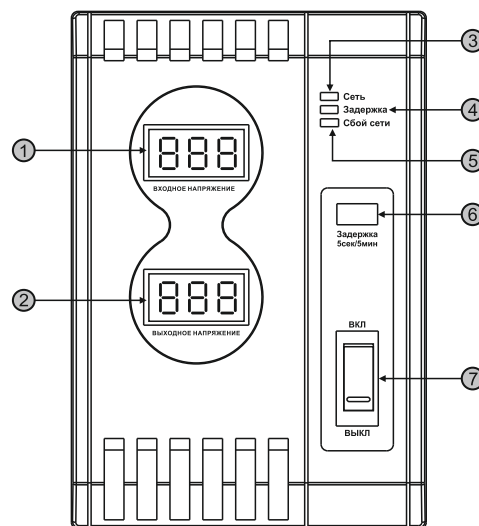 3
Сеть
Задержка
4
Сбой сети
5
1
888
ВХОДНОЕ НАПРЯЖЕНИЕ
6
Задержка
5сек/5мин
2
888
ВЫХОДНОЕ НАПРЯЖЕНИЕ
ВКЛ
7
ВЫКЛ